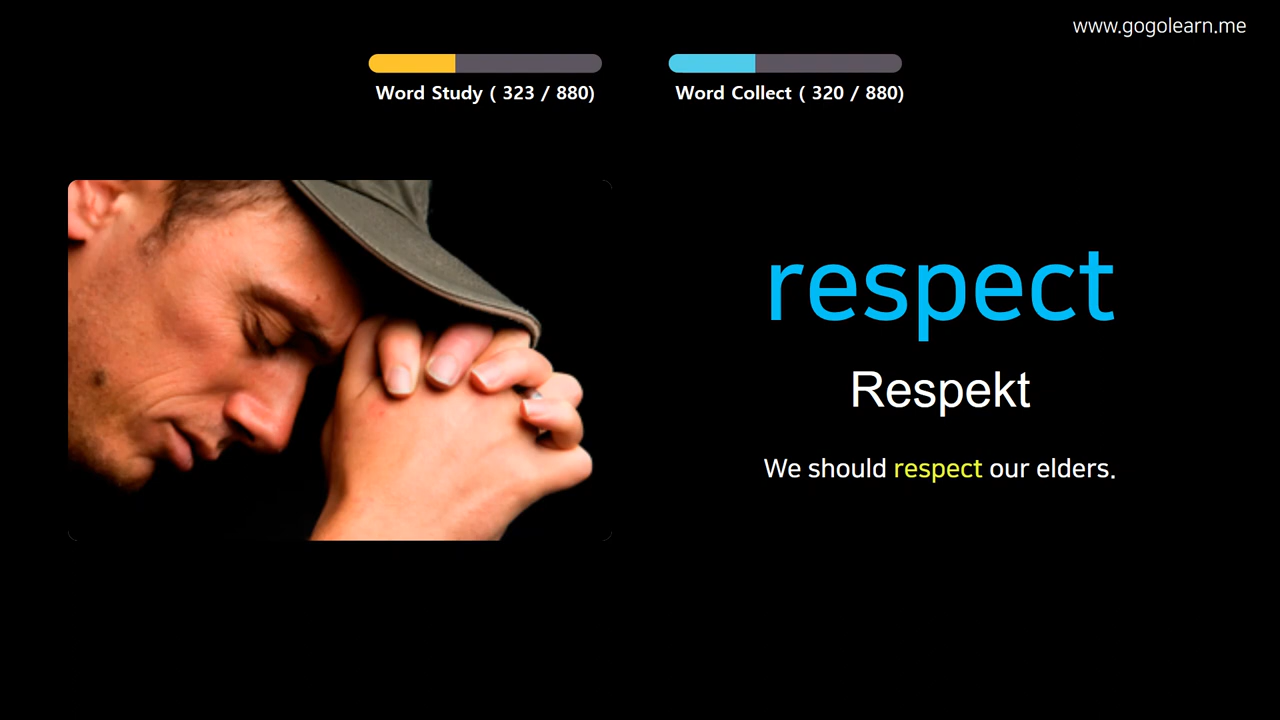 www.gogolearn.me
Word Study ( 323 / 880)
Word Collect ( 320 / 880)
respect
Respekt
We should respect our elders.